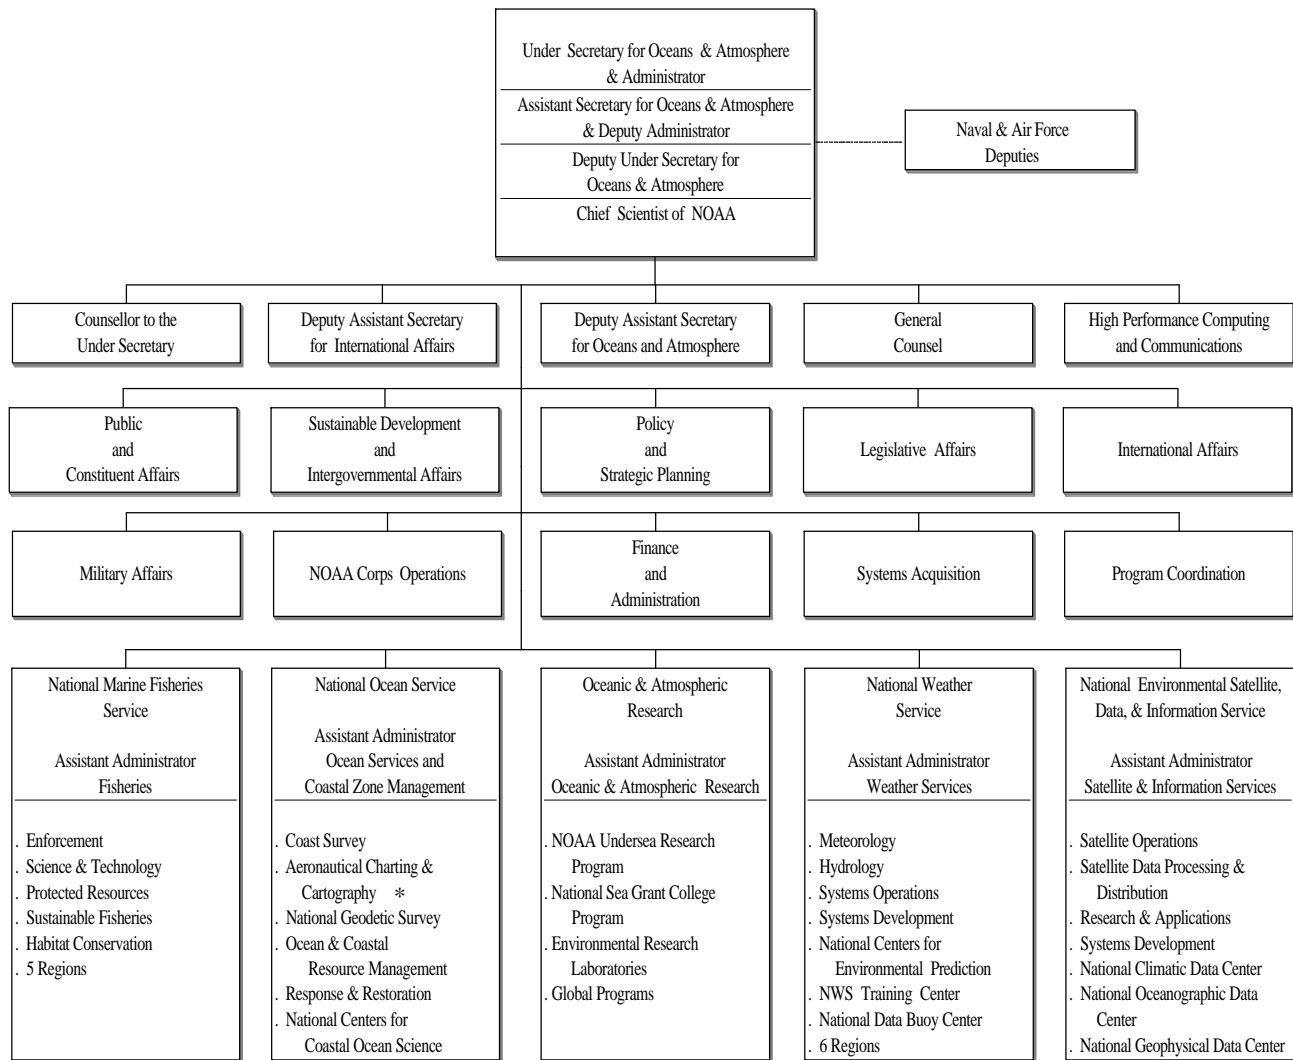 Under Secretary for Oceans & Atmosphere
& Administrator
Assistant Secretary for Oceans & Atmosphere
& Deputy Administrator
Deputy Under Secretary for
Oceans & Atmosphere
Chief Scientist of NOAA
Naval & Air Force
Deputies
Counsellor to the
Under Secretary
Deputy Assistant Secretary
for International Affairs
Deputy Assistant Secretary
for Oceans and Atmosphere
General
Counsel
High Performance Computing
and Communications
Public
and
Constituent Affairs
Sustainable Development
and
Intergovernmental Affairs
Policy
and
Strategic Planning
Legislative Affairs
International Affairs
Military Affairs
NOAA Corps Operations
Finance
and
Administration
Systems Acquisition
Program Coordination
National Marine Fisheries
Service
Assistant Administrator
Fisheries
. Enforcement
. Science & Technology
. Protected Resources
. Sustainable Fisheries
. Habitat Conservation
. 5 Regions
National Ocean Service
Assistant Administrator
Ocean Services and
Coastal Zone Management
. Coast Survey
. Aeronautical Charting &
Cartography *
. National Geodetic Survey
. Ocean & Coastal
Resource Management
. Response & Restoration
. National Centers for
Coastal Ocean Science
Oceanic & Atmospheric
Research
Assistant Administrator
Oceanic & Atmospheric Research
. NOAA Undersea Research
Program
. National Sea Grant College
Program
. Environmental Research
Laboratories
. Global Programs
National Weather
Service
Assistant Administrator
Weather Services
. Meteorology
. Hydrology
. Systems Operations
. Systems Development
. National Centers for
Environmental Prediction
. NWS Training Center
. National Data Buoy Center
. 6 Regions
National Environmental Satellite,
Data, & Information Service
Assistant Administrator
Satellite & Information Services
. Satellite Operations
. Satellite Data Processing &
Distribution
. Research & Applications
. Systems Development
. National Climatic Data Center
. National Oceanographic Data
Center
. National Geophysical Data Center